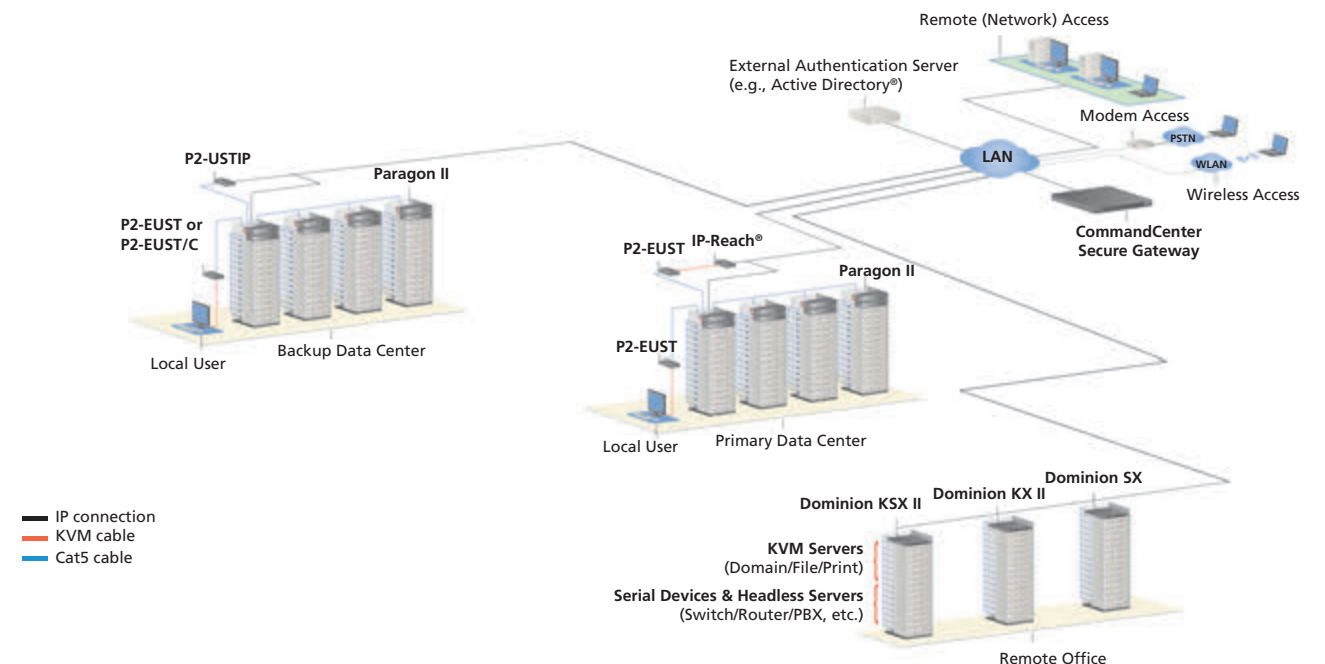 Remote (Network) Access
External Authentication Server
(e.g., Active Directory®)
Modem Access
PSTN
LAN
WLAN
Wireless Access
CommandCenter
Secure Gateway
P2-USTIP
Paragon II
P2-EUST or
P2-EUST/C
Local User
Backup Data Center
P2-EUST
IP-Reach®
Paragon II
P2-EUST
Local User
Primary Data Center
IP connection
KVM cable
Cat5 cable
Dominion KSX II
Dominion KX II
Dominion SX
KVM Servers
(Domain/File/Print)
Serial Devices & Headless Servers
(Switch/Router/PBX, etc.)
Remote Office